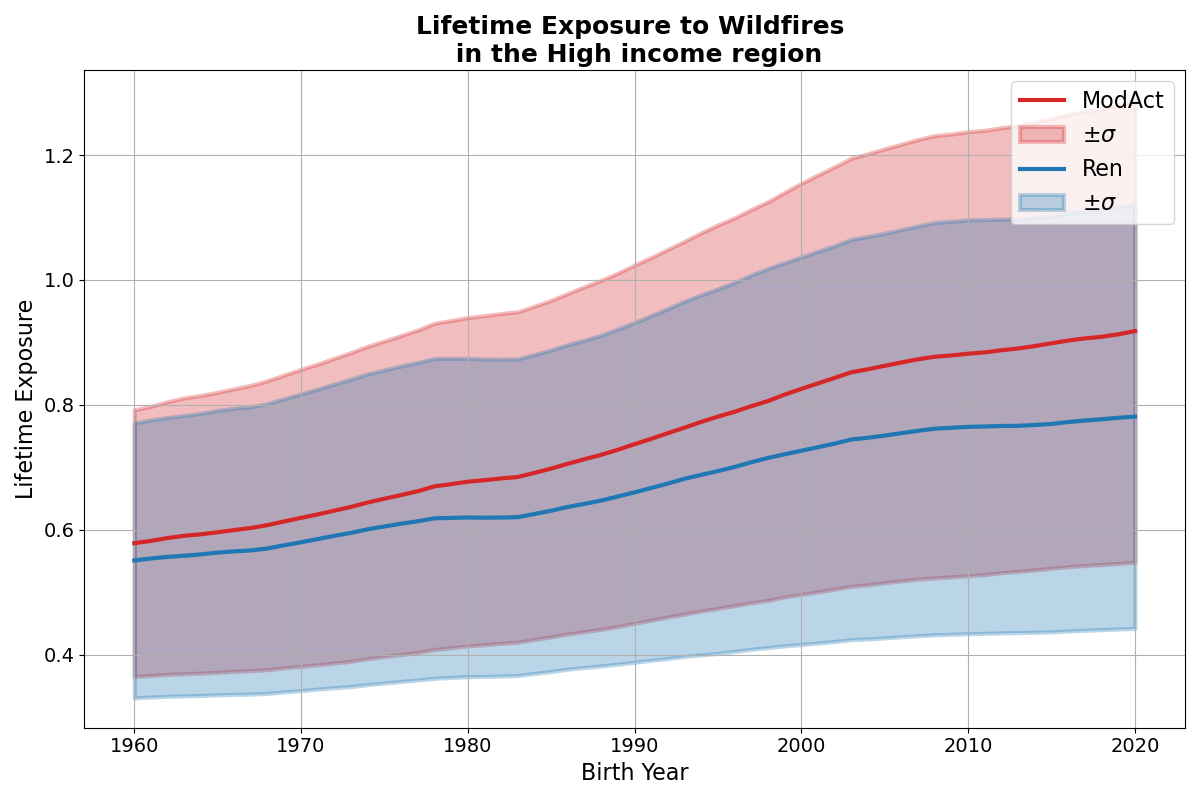 Lifetime Exposure to Wildfires
in the High income region
ModAct
±σ
Ren
±σ
Lifetime Exposure
1.2
1.0
0.8
0.6
0.4
1960 1970 1980 1990 2000 2010 2020
Birth Year